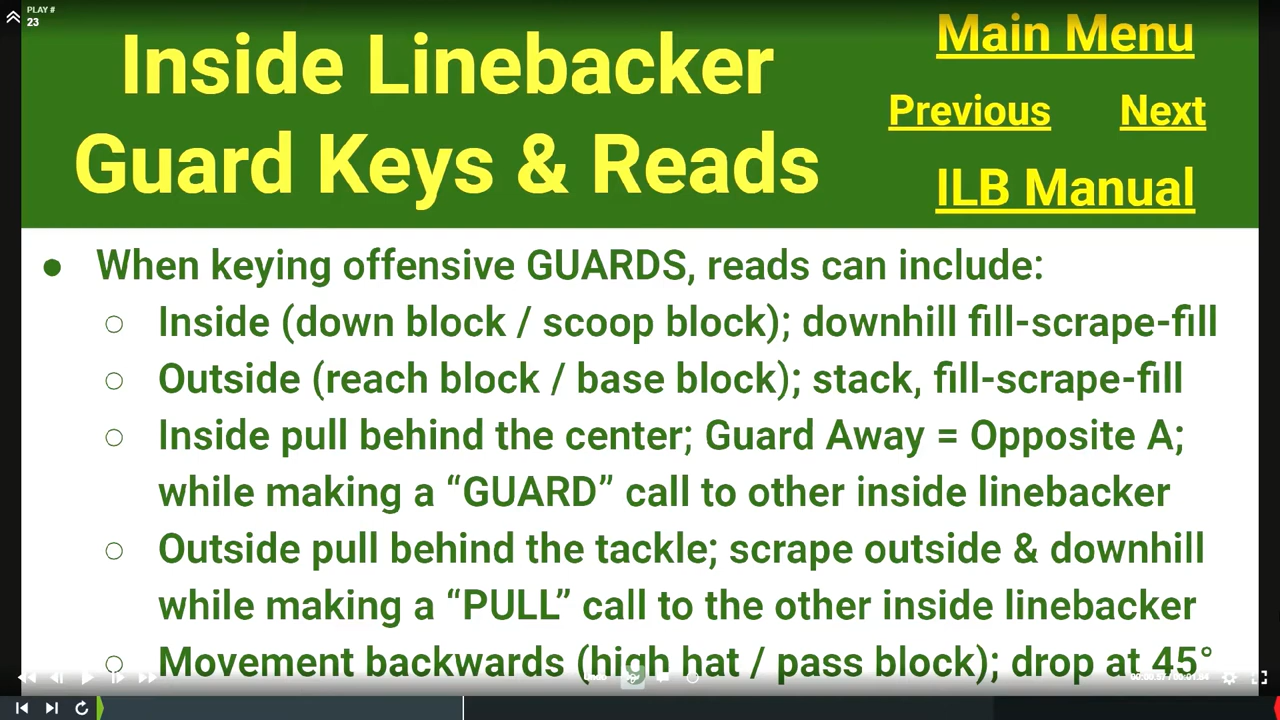 PLAY #
23
Inside Linebacker
Guard Keys & Reads
Main Menu
Previous Next
ILB Manual
● When keying offensive GUARDS, reads can include:
○ Inside (down block / scoop block); downhill fill-scrape-fill
○ Outside (reach block / base block); stack, fill-scrape-fill
○ Inside pull behind the center; Guard Away = Opposite A;
while making a “GUARD” call to other inside linebacker
○ Outside pull behind the tackle; scrape outside & downhill
while making a “PULL” call to the other inside linebacker
○ Movement backwards (high hat / pass block); drop at 45°